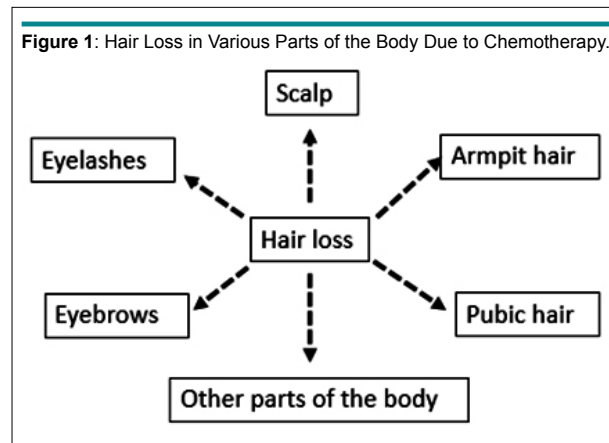 Figure 1: Hair Loss in Various Parts of the Body Due to Chemotherapy.
Scalp
Eyelashes
Armpit hair
Hair loss
Eyebrows
Pubic hair
Other parts of the body